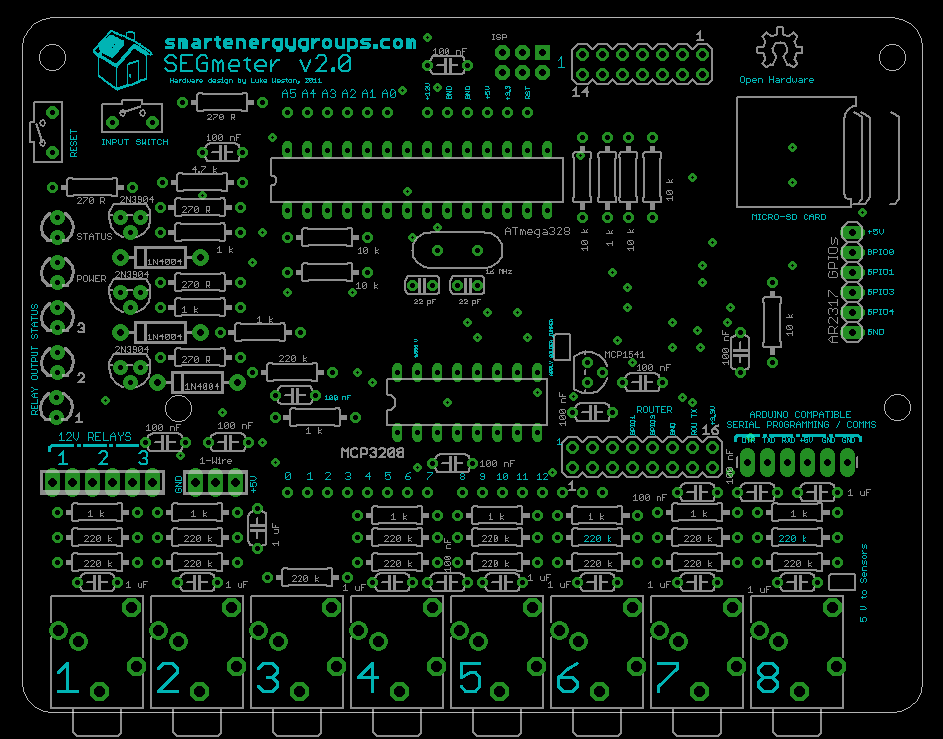 smartenergygroups.com
SEGmeter v2.0
Hardware design by Luke Weston, 2011
100 nF
ISP
1
1
14
Open Hardware
A5 A4 A3 A2 A1 A0
+12V
GND
GND
+5V
+3.3
RST
RESET
INPUT SWITCH
270 R
100 nF
4.7 k
270 R
2N3904
270 R
STATUS
1 k
1N4004
10 k
10 k
ATmega328
16 MHz
22 pF
22 pF
10 k
1 k
10 k
10 k
MICRO-SD CARD
+5V
GPIO0
GPIO1
GPIO3
GPIO4
GND
AR2317 GPIOs
POWER
2N3904
270 R
1 k
1N4004
1 k
3
RELAY OUTPUT STATUS
2N3904
270 R
1N4004
2
1
220 k
100 nF
1 k
MCP1541
100 nF
100 nF
100 nF
10 k
ROUTER
GPIO1
GPIO3
GND
ROU TX
+3.3V
16
1
1
ARDUINO COMPATIBLE
SERIAL PROGRAMMING / COMMS
DTR TXD RXD +5V GND GND
1
12V RELAYS
1 2 3
100 nF
100 nF
1-Wire
GND
+5V
MCP3208
100 nF
0 1 2 3 4 5 6 7 8 9 10 11 12
100 nF
100 nF
1 uF
1 k
1 k
1 k
1 k
1 k
1 k
1 k
220 k
220 k
1 uF
220 k
220 k
220 k
220 k
220 k
220 k
220 k
220 k
220 k
220 k
220 k
220 k
220 k
100 nF
1 uF
1 uF
1 uF
1 uF
1 uF
1 uF
1 uF
5 V to Sensors
1 2 3 4 5 6 7 8